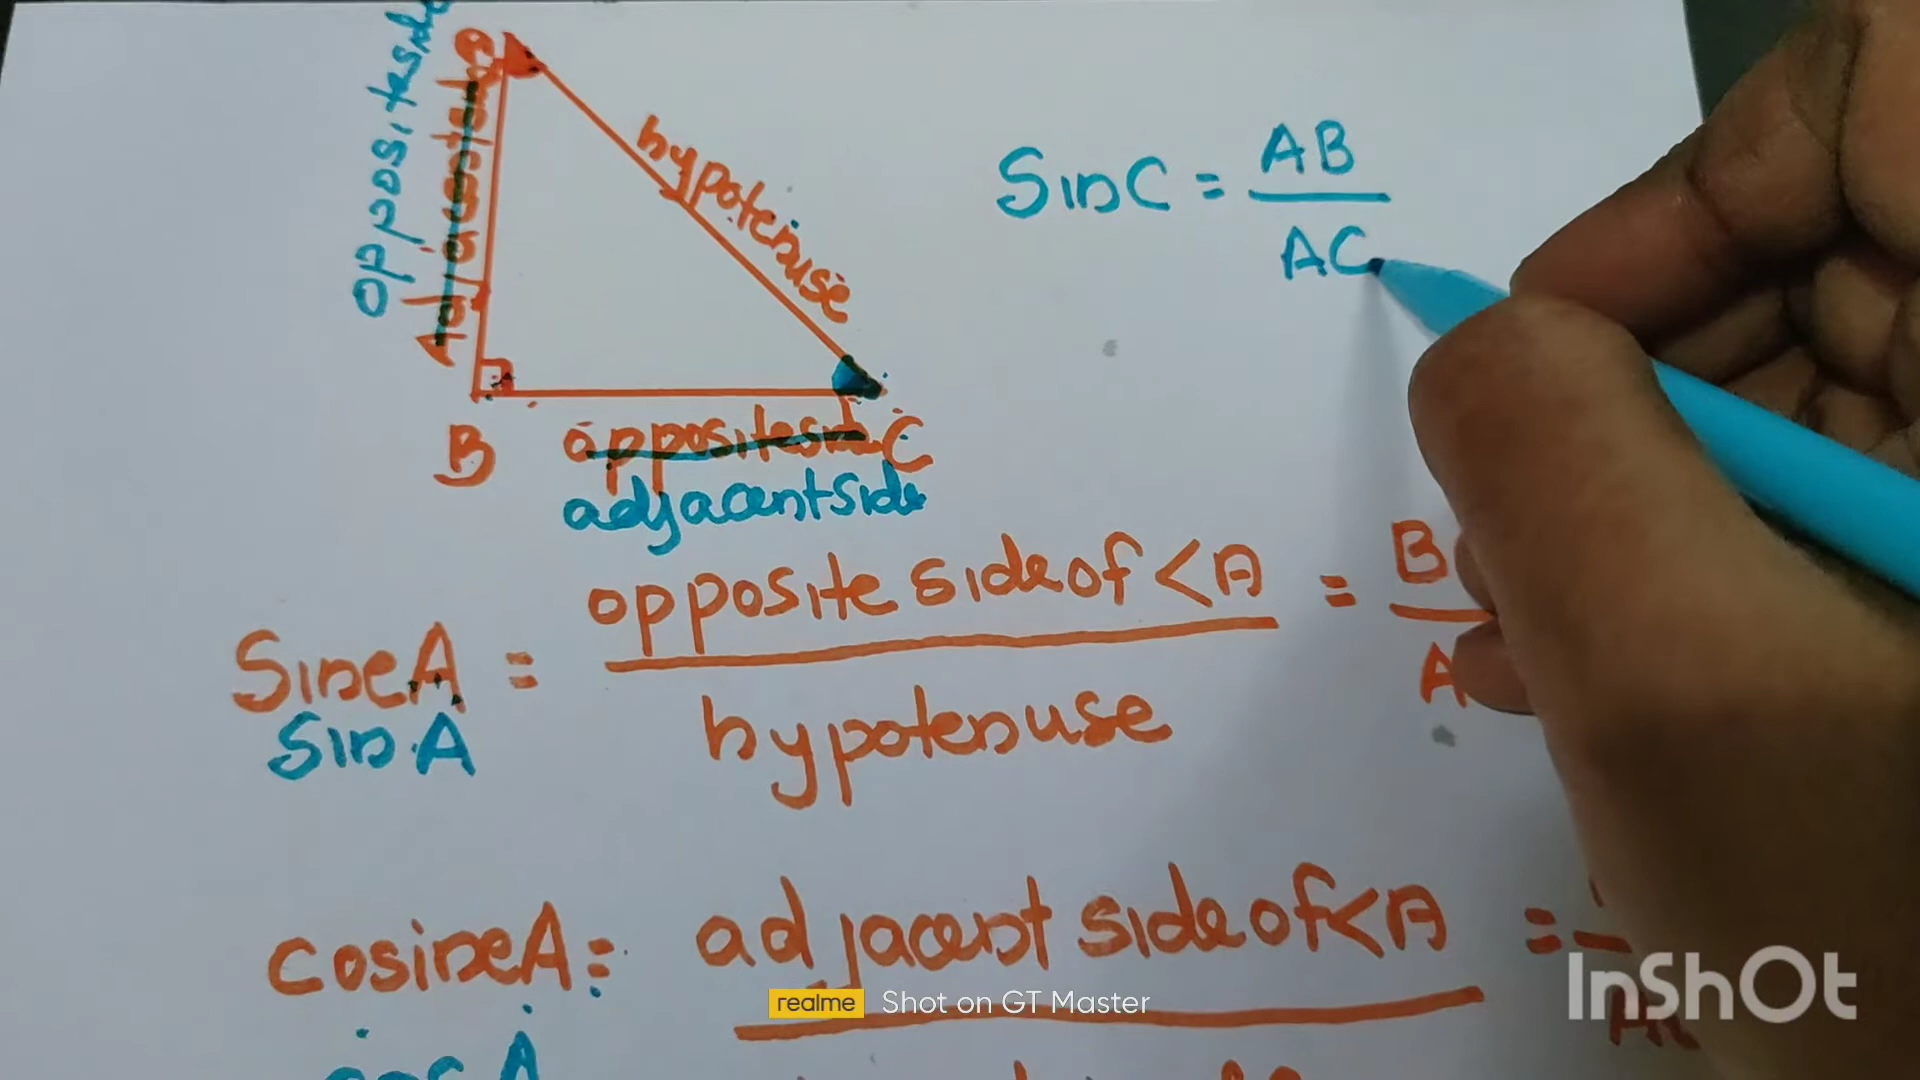 opposite side
Adjacent side
hypotenuse
Sin C = AB
AC
B
opposite side
C
adjacent side
opposite side of <A
=
B
Sine A =
hypotenuse
A
Sin A
cosine A =
adjacent side of <A
=
cos A
InShOt
realme Shot on GT Master